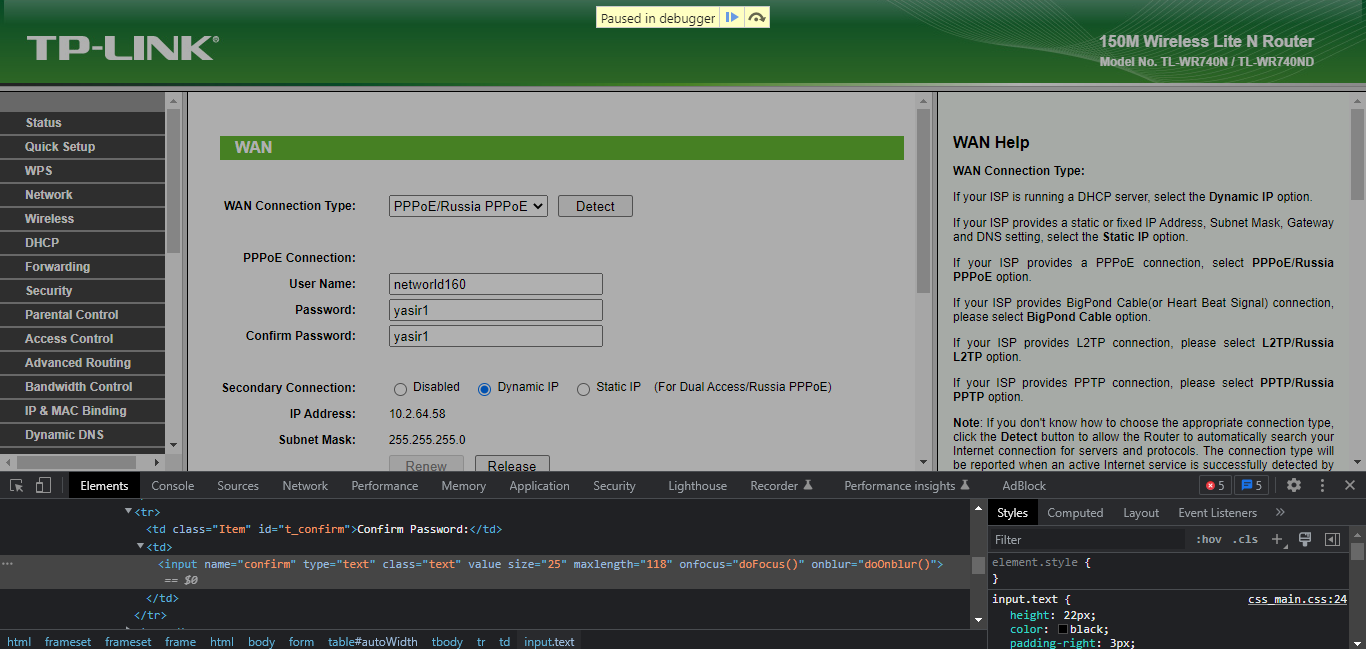 Paused in debugger
TP-LINK®
150M Wireless Lite N Router
Model No. TL-WR740N / TL-WR740ND
Status
Quick Setup
WPS
Network
Wireless
DHCP
Forwarding
Security
Parental Control
Access Control
Advanced Routing
Bandwidth Control
IP & MAC Binding
Dynamic DNS
WAN
WAN Connection Type: PPPoE/Russia PPPoE Detect
PPPoE Connection:
User Name: networld160
Password: yasir1
Confirm Password: yasir1
Secondary Connection: Disabled Dynamic IP Static IP (For Dual Access/Russia PPPoE)
IP Address: 10.2.64.58
Subnet Mask: 255.255.255.0
Renew Release
WAN Help
WAN Connection Type:
If your ISP is running a DHCP server, select the Dynamic IP option.
If your ISP provides a static or fixed IP Address, Subnet Mask, Gateway
and DNS setting, select the Static IP option.
If your ISP provides a PPPoE connection, select PPPoE/Russia
PPPoE option.
If your ISP provides BigPond Cable(or Heart Beat Signal) connection,
please select BigPond Cable option.
If your ISP provides L2TP connection, please select L2TP/Russia
L2TP option.
If your ISP provides PPTP connection, please select PPTP/Russia
PPTP option.
Note: If you don't know how to choose the appropriate connection type,
click the Detect button to allow the Router to automatically search your
Internet connection for servers and protocols. The connection type will
be reported when an active Internet service is successfully detected by
Elements Console Sources Network Performance Memory Application Security Lighthouse Recorder Performance insights AdBlock 5 5
<tr>
<td class="Item" id="t_confirm">Confirm Password:</td>
<td>
<input name="confirm" type="text" class="text" value size="25" maxlength="118" onfocus="doFocus()" onblur="doOnblur()">
== $0
</td>
</tr>
html frameset frameset frame html body form table#autoWidth tbody tr td input.text
Styles Computed Layout Event Listeners »
Filter :hov .cls +
element.style {
}
input.text { css_main.css:24
height: 22px;
color: black;
padding-right: 3px;